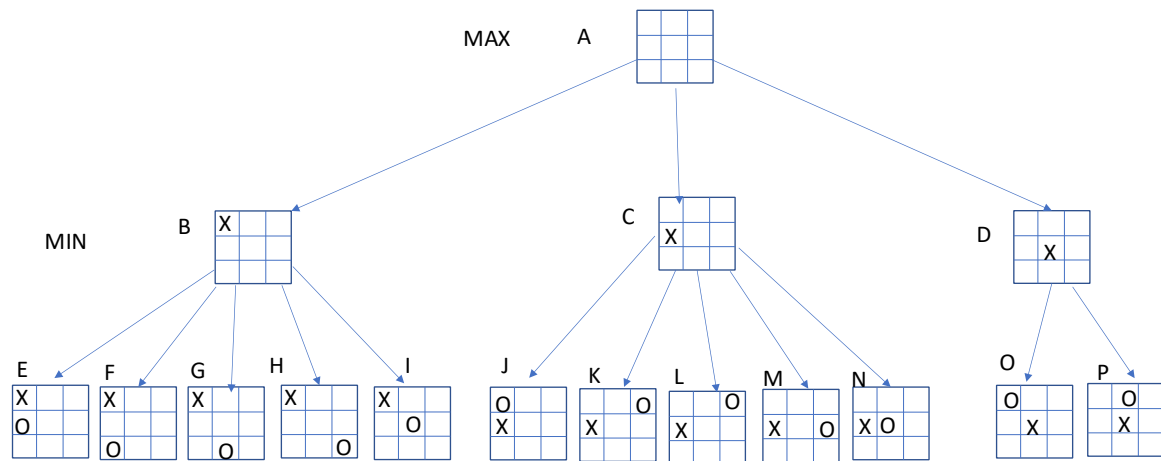 MAX A
MIN B X C X D X
E F G H I J K L M N O P
X X X X X O O O O O
O O X X X O X O X O X X
O O O